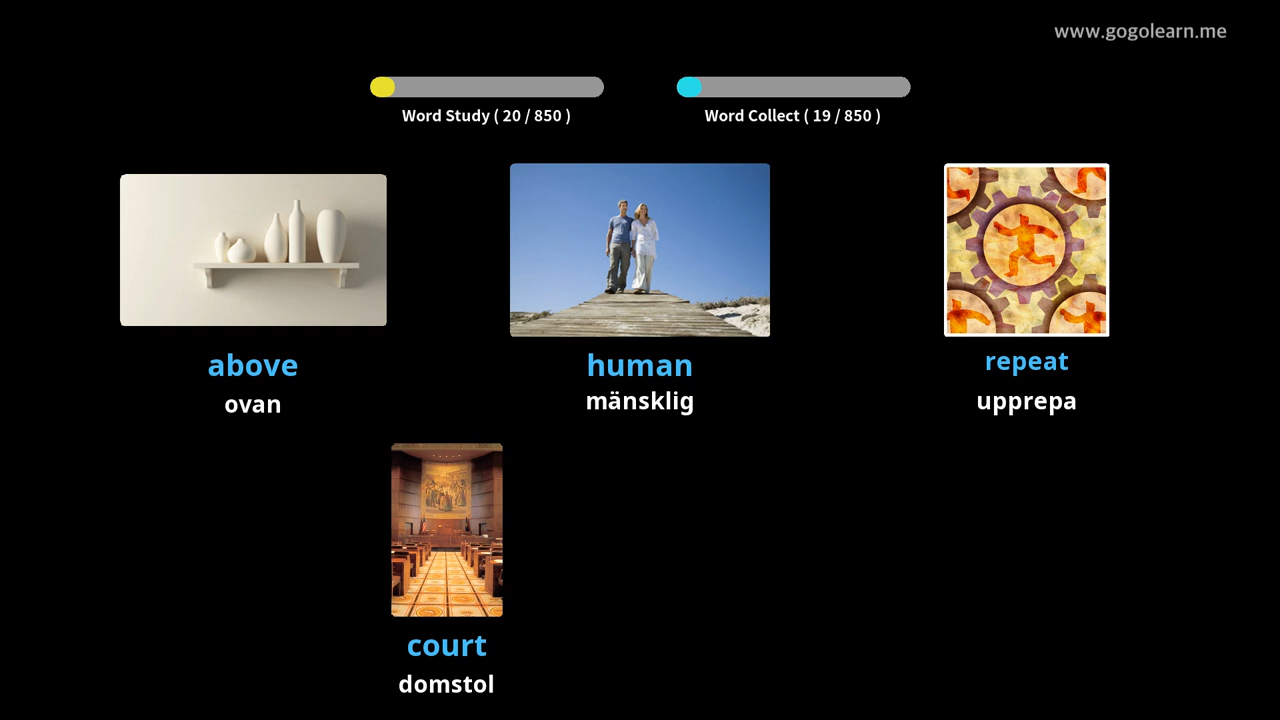 www.gogolearn.me
Word Study ( 20 / 850 )
Word Collect ( 19 / 850 )
above
human
repeat
ovan
mänsklig
upprepa
court
domstol